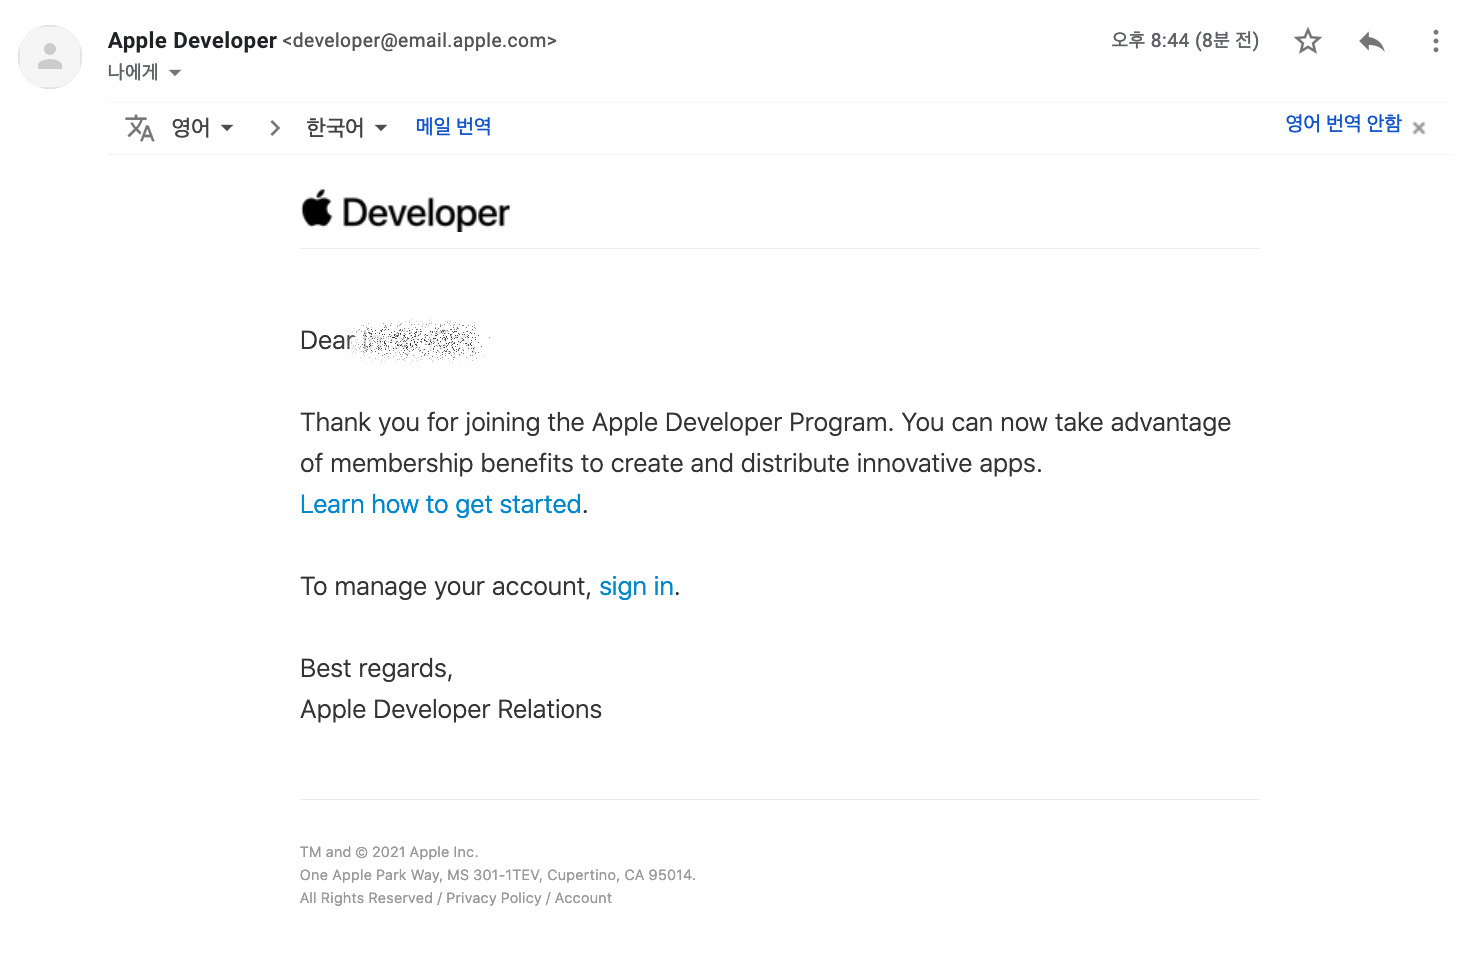 Apple Developer <developer@email.apple.com>
오후 8:44 (8분 전)
나에게
영어
한국어
메일 번역
영어 번역 안함
Developer
Dear
Thank you for joining the Apple Developer Program. You can now take advantage
of membership benefits to create and distribute innovative apps.
Learn how to get started.
To manage your account, sign in.
Best regards,
Apple Developer Relations
TM and © 2021 Apple Inc.
One Apple Park Way, MS 301-1TEV, Cupertino, CA 95014.
All Rights Reserved / Privacy Policy / Account